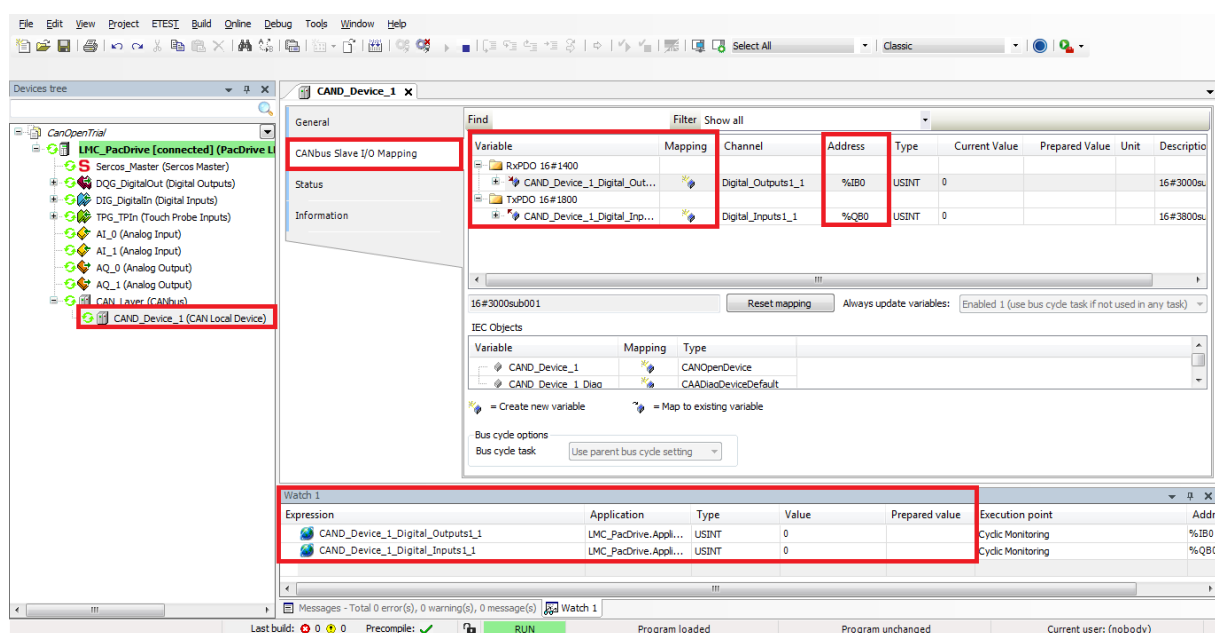 File Edit View Project ETEST Build Online Debug Tools Window Help
Select All Classic
Devices tree
CanOpenTrial
LMC_PacDrive [connected] (PacDrive LI
Sercos_Master (Sercos Master)
DQG_DigitalOut (Digital Outputs)
DIG_DigitalIn (Digital Inputs)
TPG_TPIn (Touch Probe Inputs)
AI_0 (Analog Input)
AI_1 (Analog Input)
AQ_0 (Analog Output)
AQ_1 (Analog Output)
CAN_Layer (CANbus)
CAND_Device_1 (CAN Local Device)
CAND_Device_1 X
General
CANbus Slave I/O Mapping
Status
Information
Find Filter Show all
Variable Mapping Channel Address Type Current Value Prepared Value Unit Descriptio
RxPDO 16#1400
CAND_Device_1_Digital_Out... Digital_Outputs1_1 %IB0 USINT 0 16#3000su
TxPDO 16#1800
CAND_Device_1_Digital_Inp... Digital_Inputs1_1 %QB0 USINT 0 16#3800su
16#3000sub001 Reset mapping Always update variables: Enabled 1 (use bus cycle task if not used in any task)
IEC Objects
Variable Mapping Type
CAND_Device_1 CANOpenDevice
CAND_Device_1_Diag CAADiagDeviceDefault
= Create new variable = Map to existing variable
Bus cycle options
Bus cycle task Use parent bus cycle setting
Watch 1
Expression Application Type Value Prepared value Execution point Addr
CAND_Device_1_Digital_Outputs1_1 LMC_PacDrive.Appli... USINT 0 Cyclic Monitoring %IB0
CAND_Device_1_Digital_Inputs1_1 LMC_PacDrive.Appli... USINT 0 Cyclic Monitoring %QB0
Messages - Total 0 error(s), 0 warning(s), 0 message(s) Watch 1
Last build: 0 0 Precompile: RUN Program loaded Program unchanged Current user: (nobody)